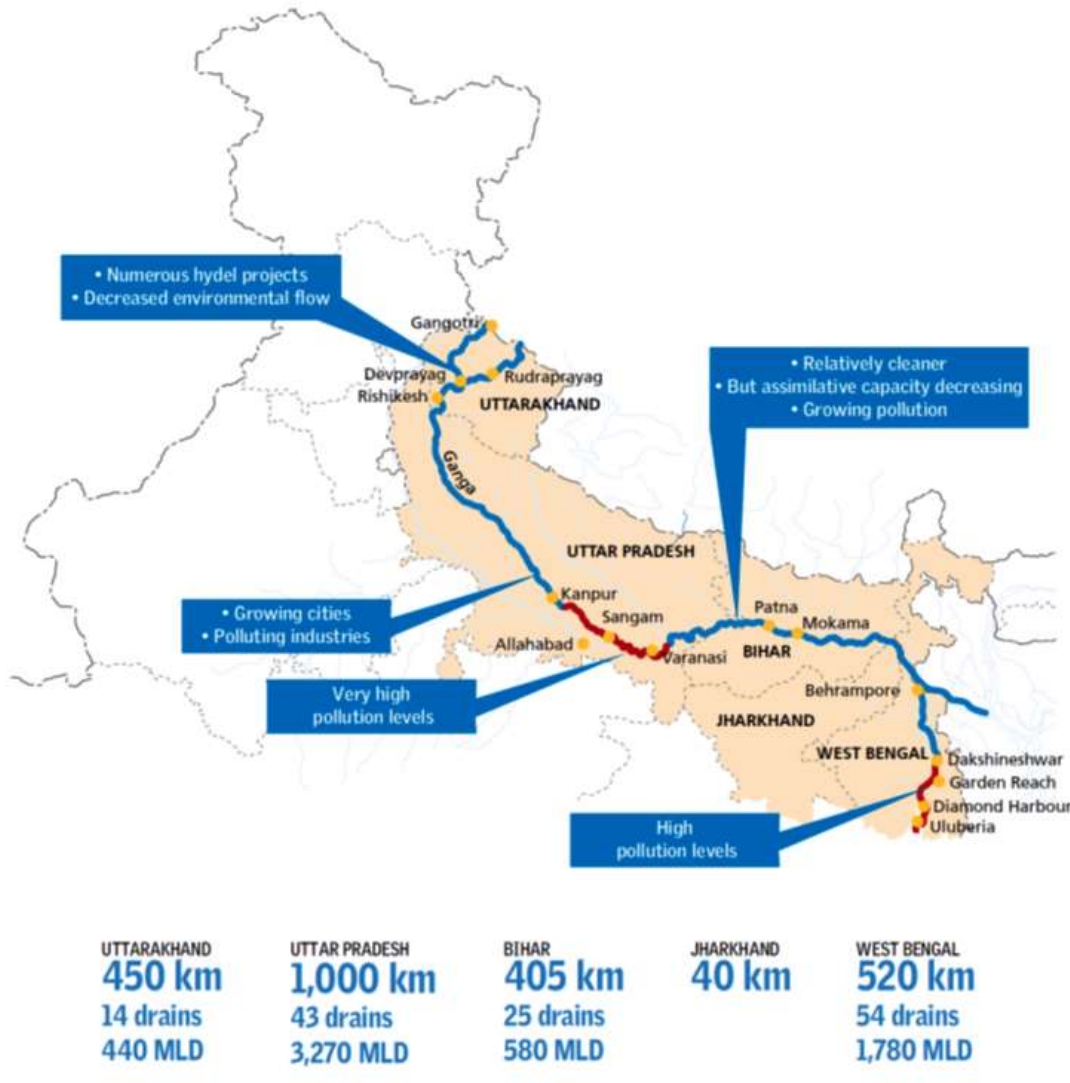 • Numerous hydel projects
• Decreased environmental flow
Gangotri
Devprayag
Rudraprayag
Rishikesh
UTTARAKHAND
• Relatively cleaner
• But assimilative capacity decreasing
• Growing pollution
Ganga
UTTAR PRADESH
Kanpur
• Growing cities
• Polluting industries
Sangam
Allahabad
Varanasi
Patna
Mokama
BIHAR
Very high
pollution levels
Behrampore
JHARKHAND
WEST BENGAL
Dakshineshwar
Garden Reach
Diamond Harbour
Uluberia
High
pollution levels
UTTARAKHAND
450 km
14 drains
440 MLD
UTTAR PRADESH
1,000 km
43 drains
3,270 MLD
BIHAR
405 km
25 drains
580 MLD
JHARKHAND
40 km
WEST BENGAL
520 km
54 drains
1,780 MLD